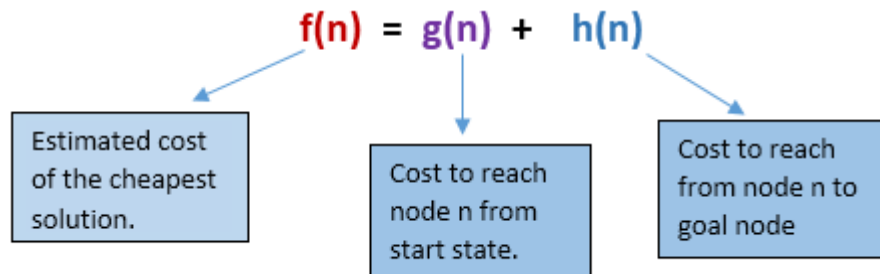 f(n) = g(n) + h(n)
Estimated cost
of the cheapest
solution.
Cost to reach
node n from
start state.
Cost to reach
from node n to
goal node